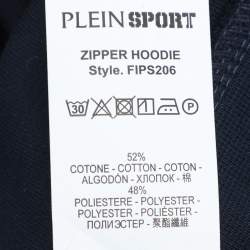 PLEIN SPORT
ZIPPER HOODIE
Style. FIPS206
30
52%
COTONE - COTTON - COTON -
ALGODÓN - ХЛОПОК - 棉
48%
POLIESTERE - POLYESTER -
POLYESTER - POLIÉSTER -
ПОЛИЭСТЕР - 聚酯纖維